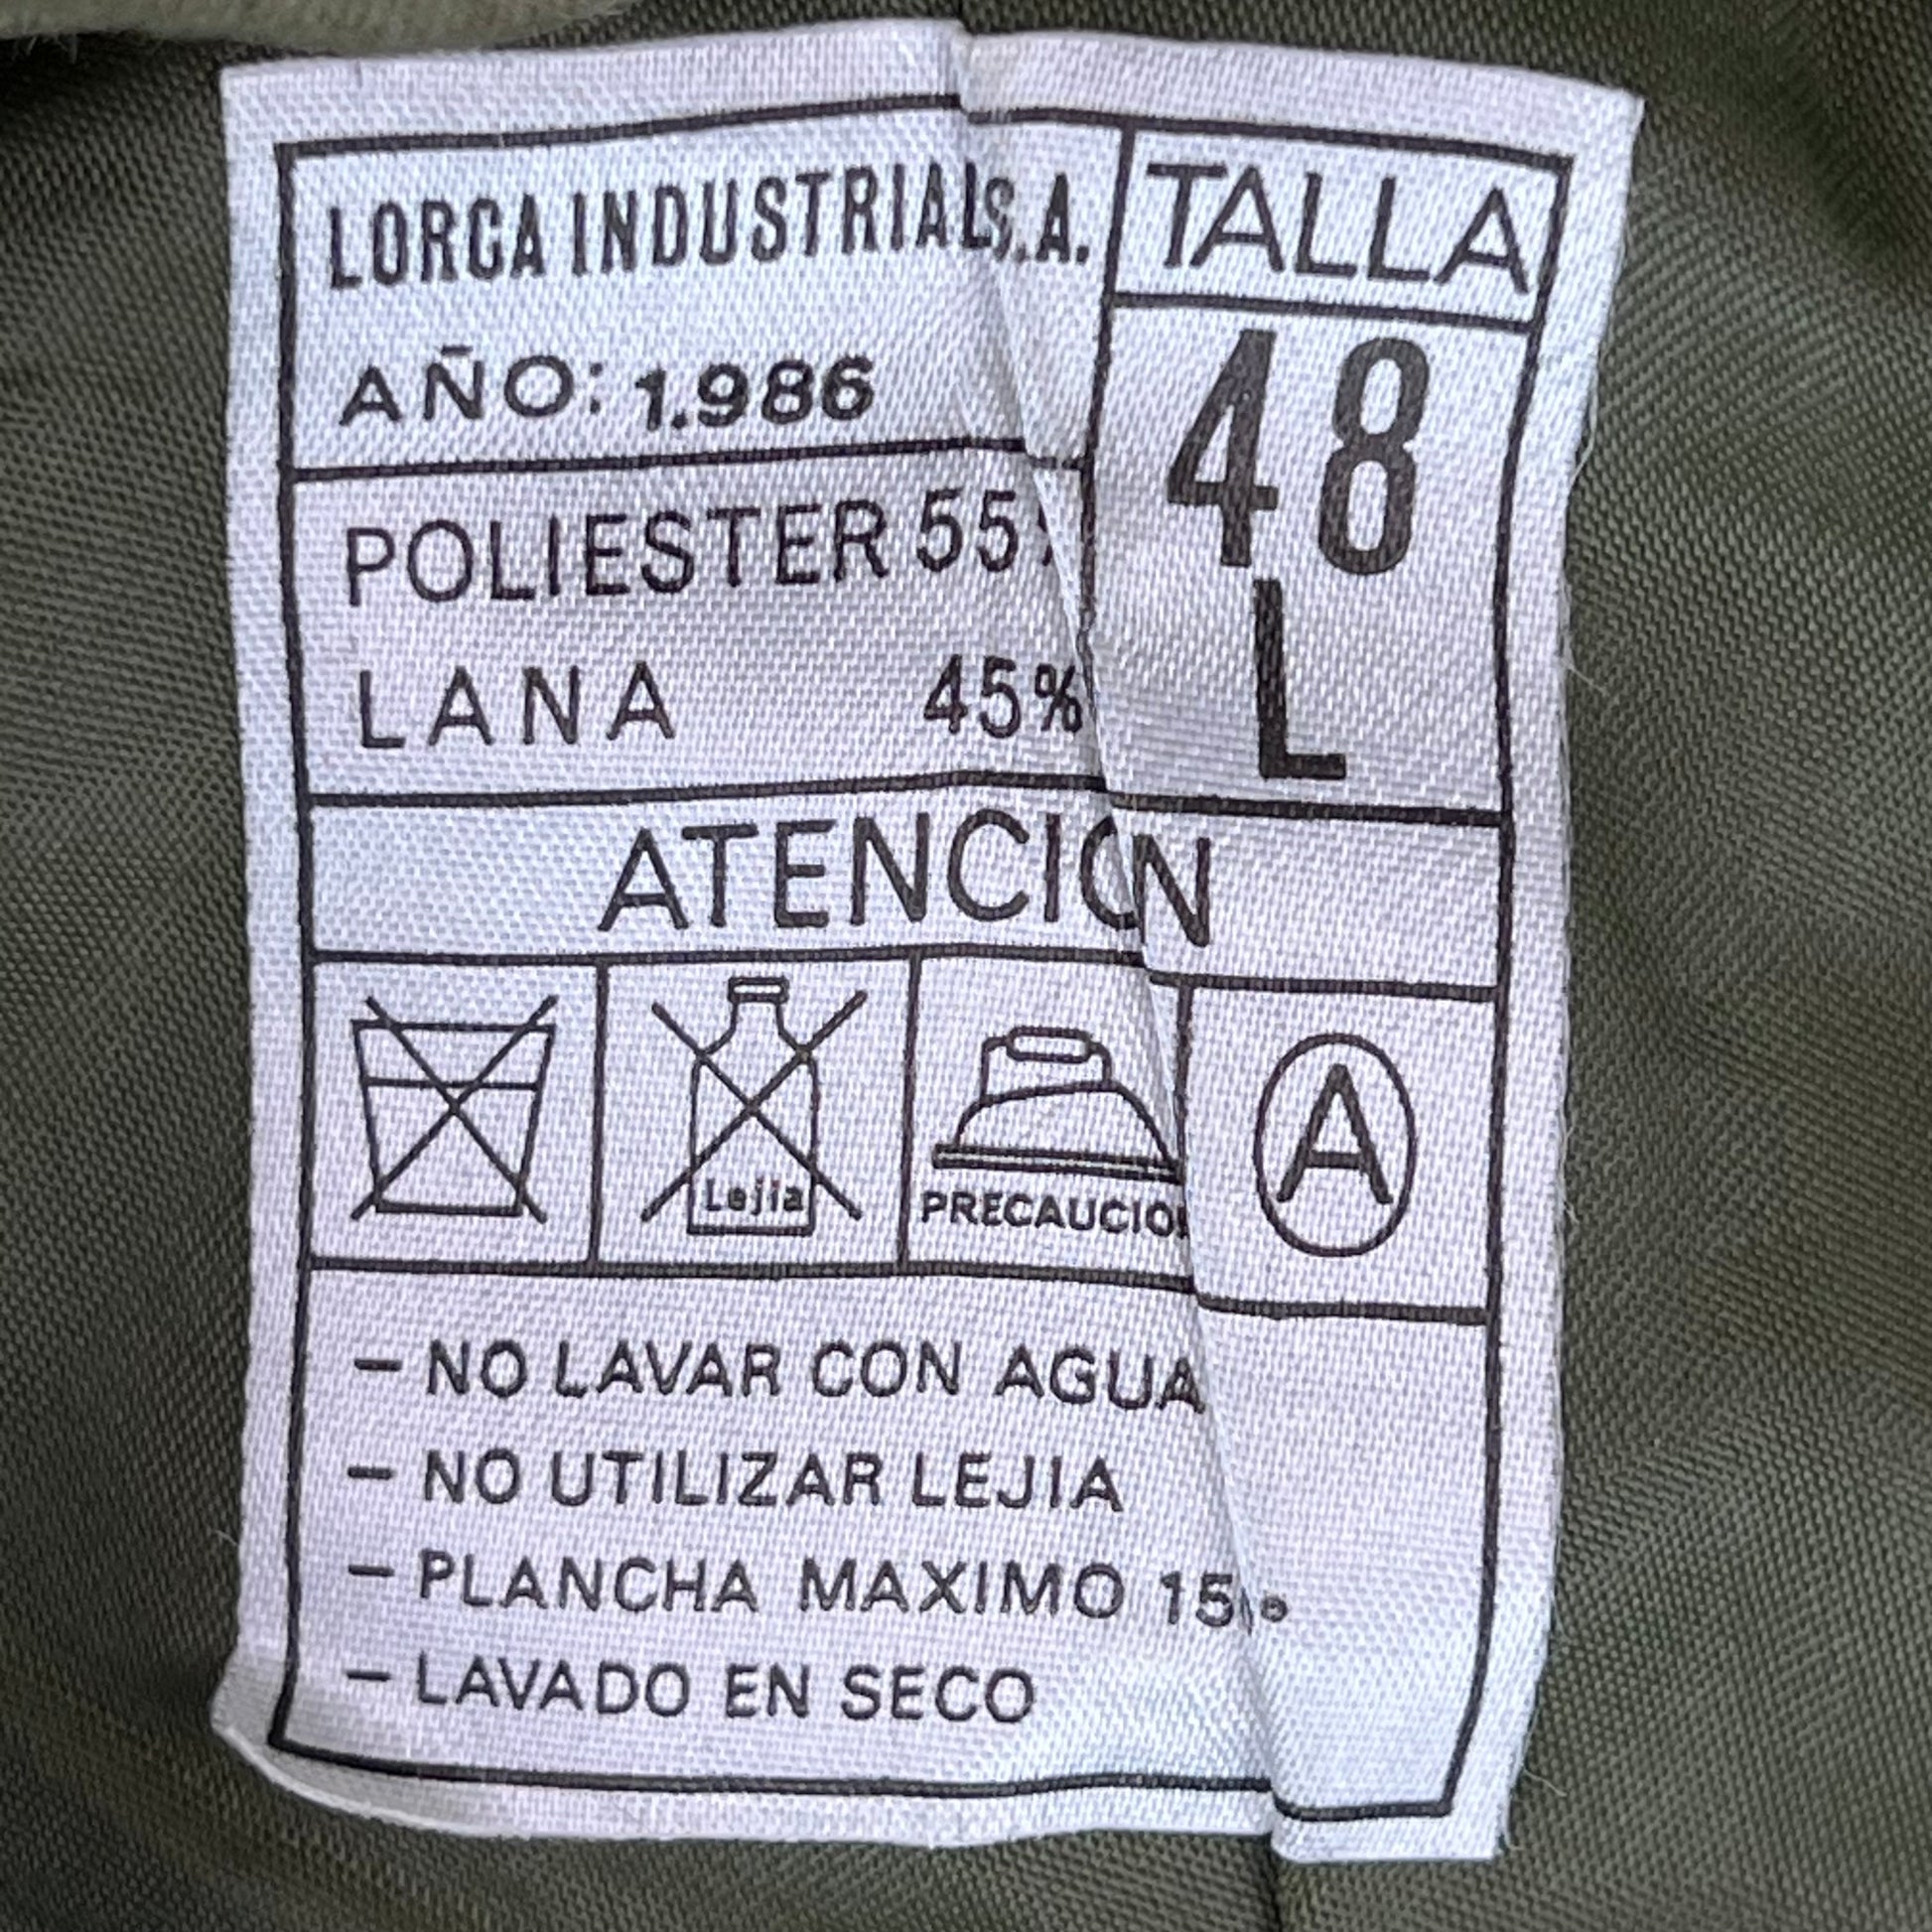 LORCA INDUSTRIAL S.A.
TALLA
AÑO: 1.986
48
L
POLIESTER 55%
LANA 45%
ATENCION
Lejia
PRECAUCION
A
– NO LAVAR CON AGUA
– NO UTILIZAR LEJIA
– PLANCHA MAXIMO
– LAVADO EN SECO